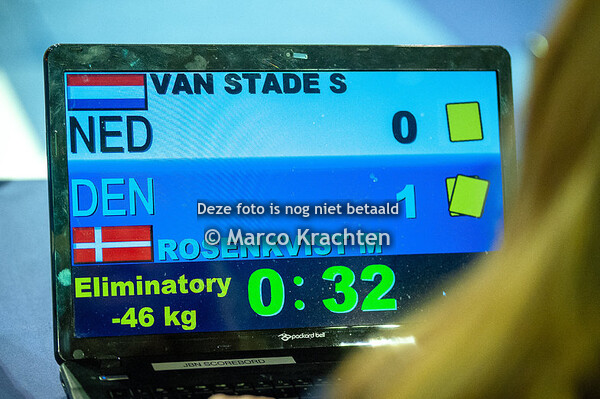 VAN STADE S
NED 0
DEN 1
Deze foto is nog niet betaald
© Marco Krachten
ROSENKVIST M
Eliminatory 0:32
-46 kg
packard bell
JBN SCOREBORD